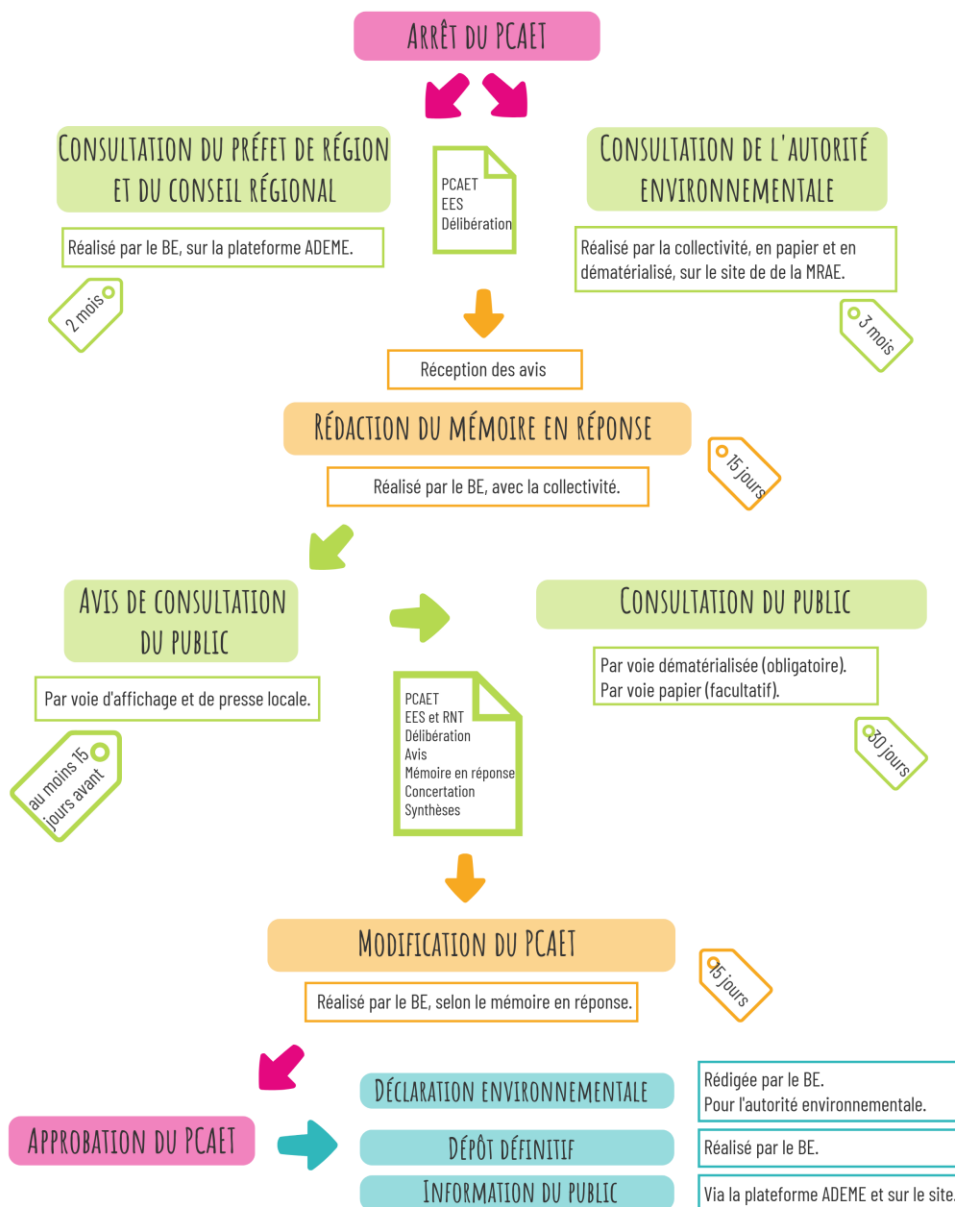 Arrêt du PCAET
Consultation du préfet de région
et du conseil régional
Réalisé par le BE, sur la plateforme ADEME.
2 mois
PCAET
EES
Délibération
Consultation de l'autorité
environnementale
Réalisé par la collectivité, en papier et en
dématérialisé, sur le site de de la MRAE.
3 mois
Réception des avis
Rédaction du mémoire en réponse
Réalisé par le BE, avec la collectivité.
15 jours
Avis de consultation
du public
Par voie d'affichage et de presse locale.
au moins 15
jours avant
PCAET
EES et RNT
Délibération
Avis
Mémoire en réponse
Concertation
Synthèses
Consultation du public
Par voie dématérialisée (obligatoire).
Par voie papier (facultatif).
30 jours
Modification du PCAET
Réalisé par le BE, selon le mémoire en réponse.
15 jours
Approbation du PCAET
Déclaration environnementale
Rédigée par le BE.
Pour l'autorité environnementale.
Dépôt définitif
Réalisé par le BE.
Information du public
Via la plateforme ADEME et sur le site.